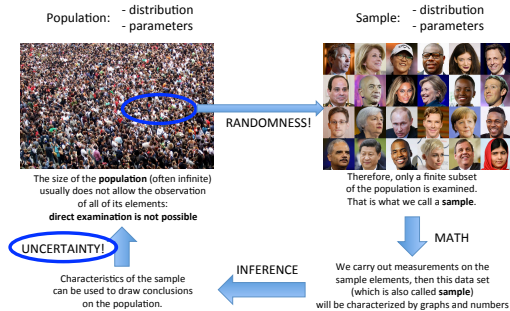 Population:
- distribution
- parameters
Sample:
- distribution
- parameters
RANDOMNESS!
The size of the population (often infinite)
usually does not allow the observation
of all of its elements:
direct examination is not possible
Therefore, only a finite subset
of the population is examined.
That is what we call a sample.
MATH
UNCERTAINTY!
INFERENCE
Characteristics of the sample
can be used to draw conclusions
on the population.
We carry out measurements on the
sample elements, then this data set
(which is also called sample)
will be characterized by graphs and numbers